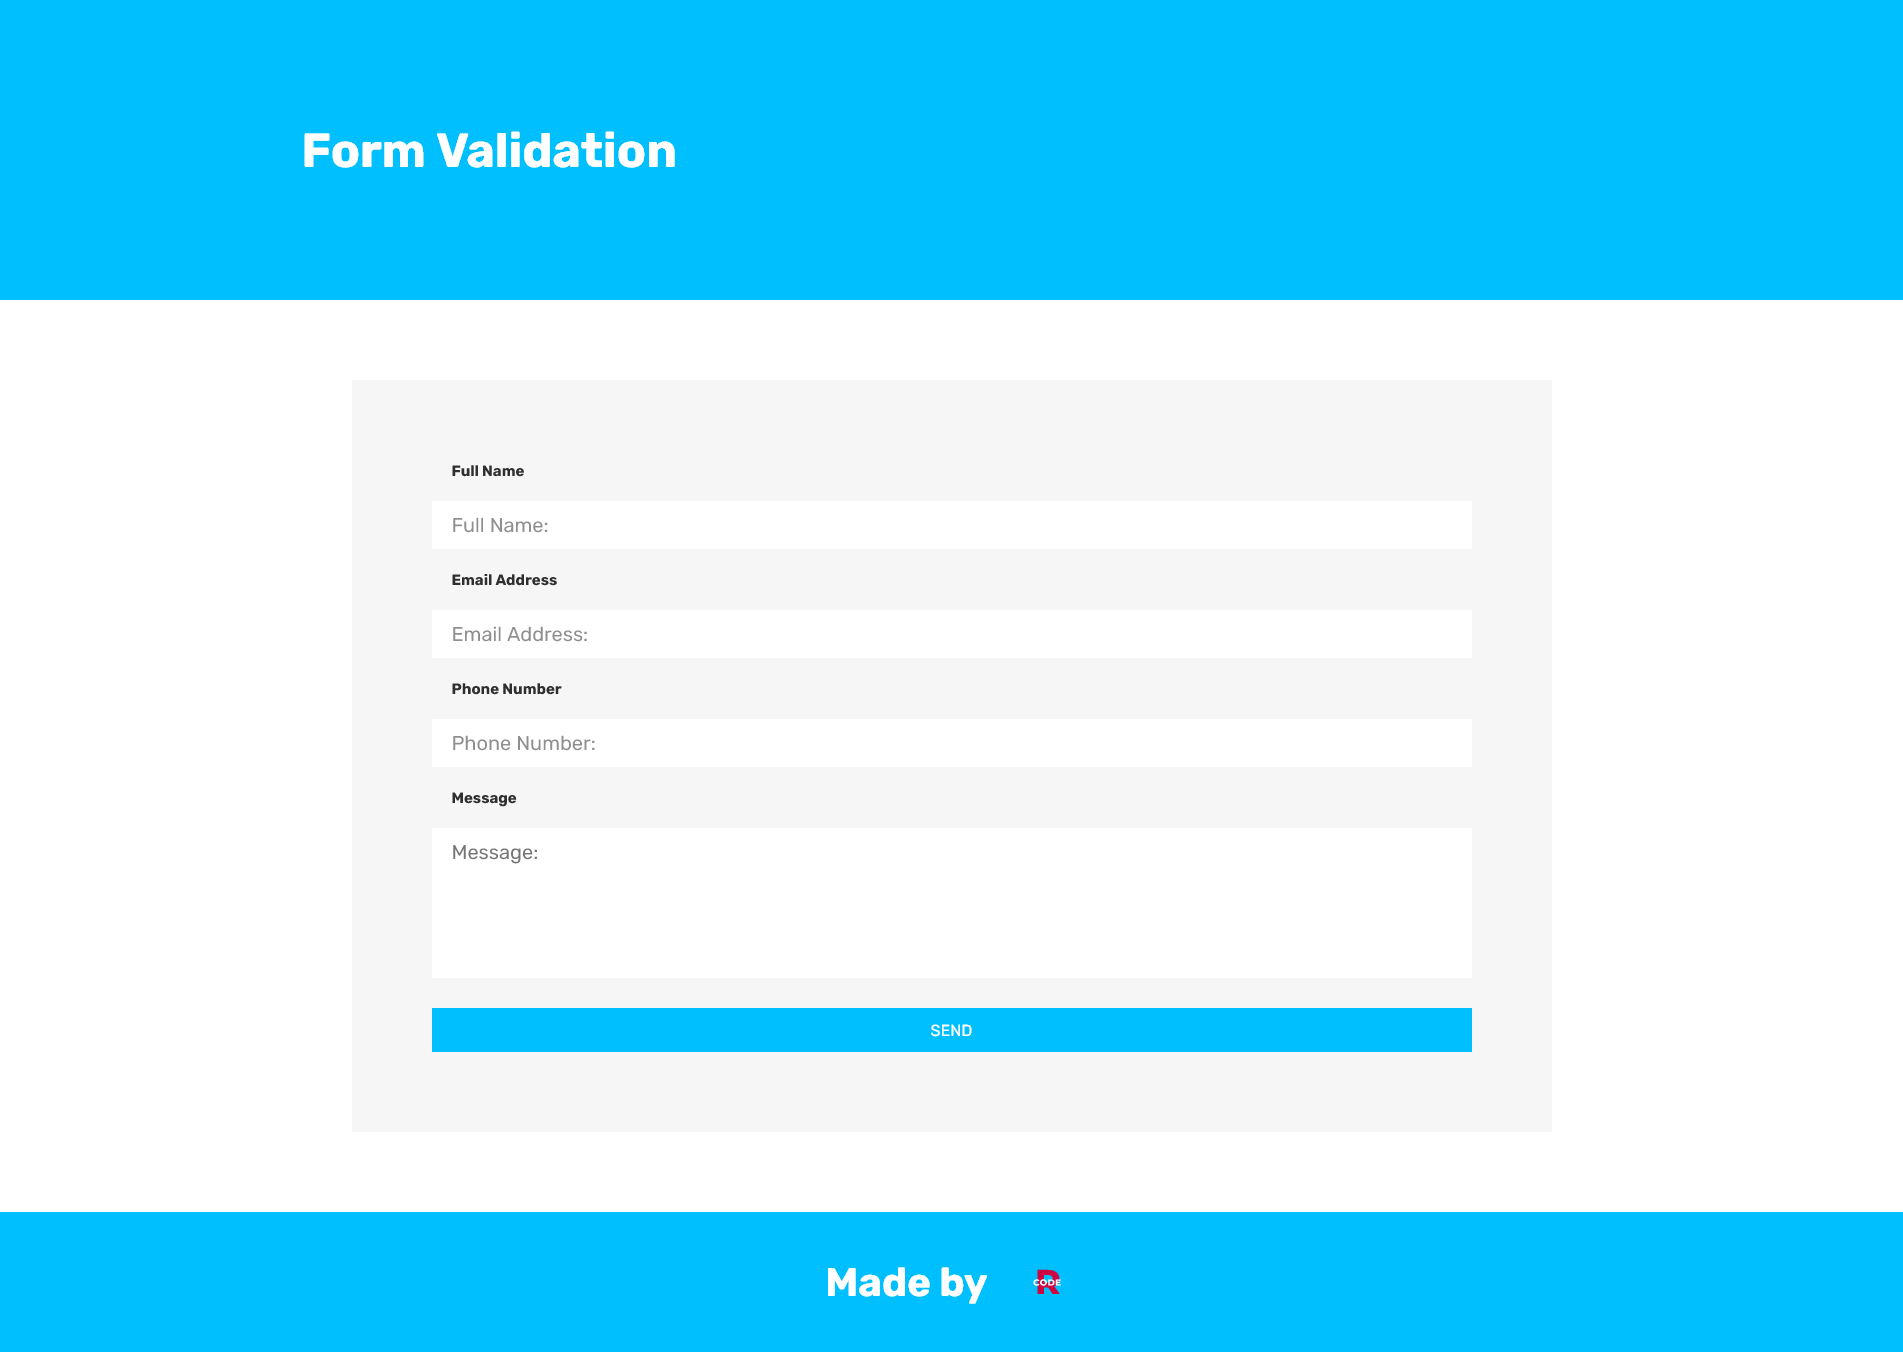 Form Validation
Full Name
Full Name:
Email Address
Email Address:
Phone Number
Phone Number:
Message
Message:
SEND
Made by
R
CODE